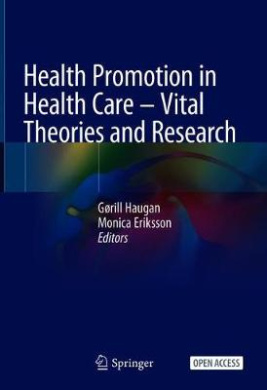 Health Promotion in
Health Care – Vital
Theories and Research
Gørill Haugan
Monica Eriksson
Editors
Springer
OPEN ACCESS